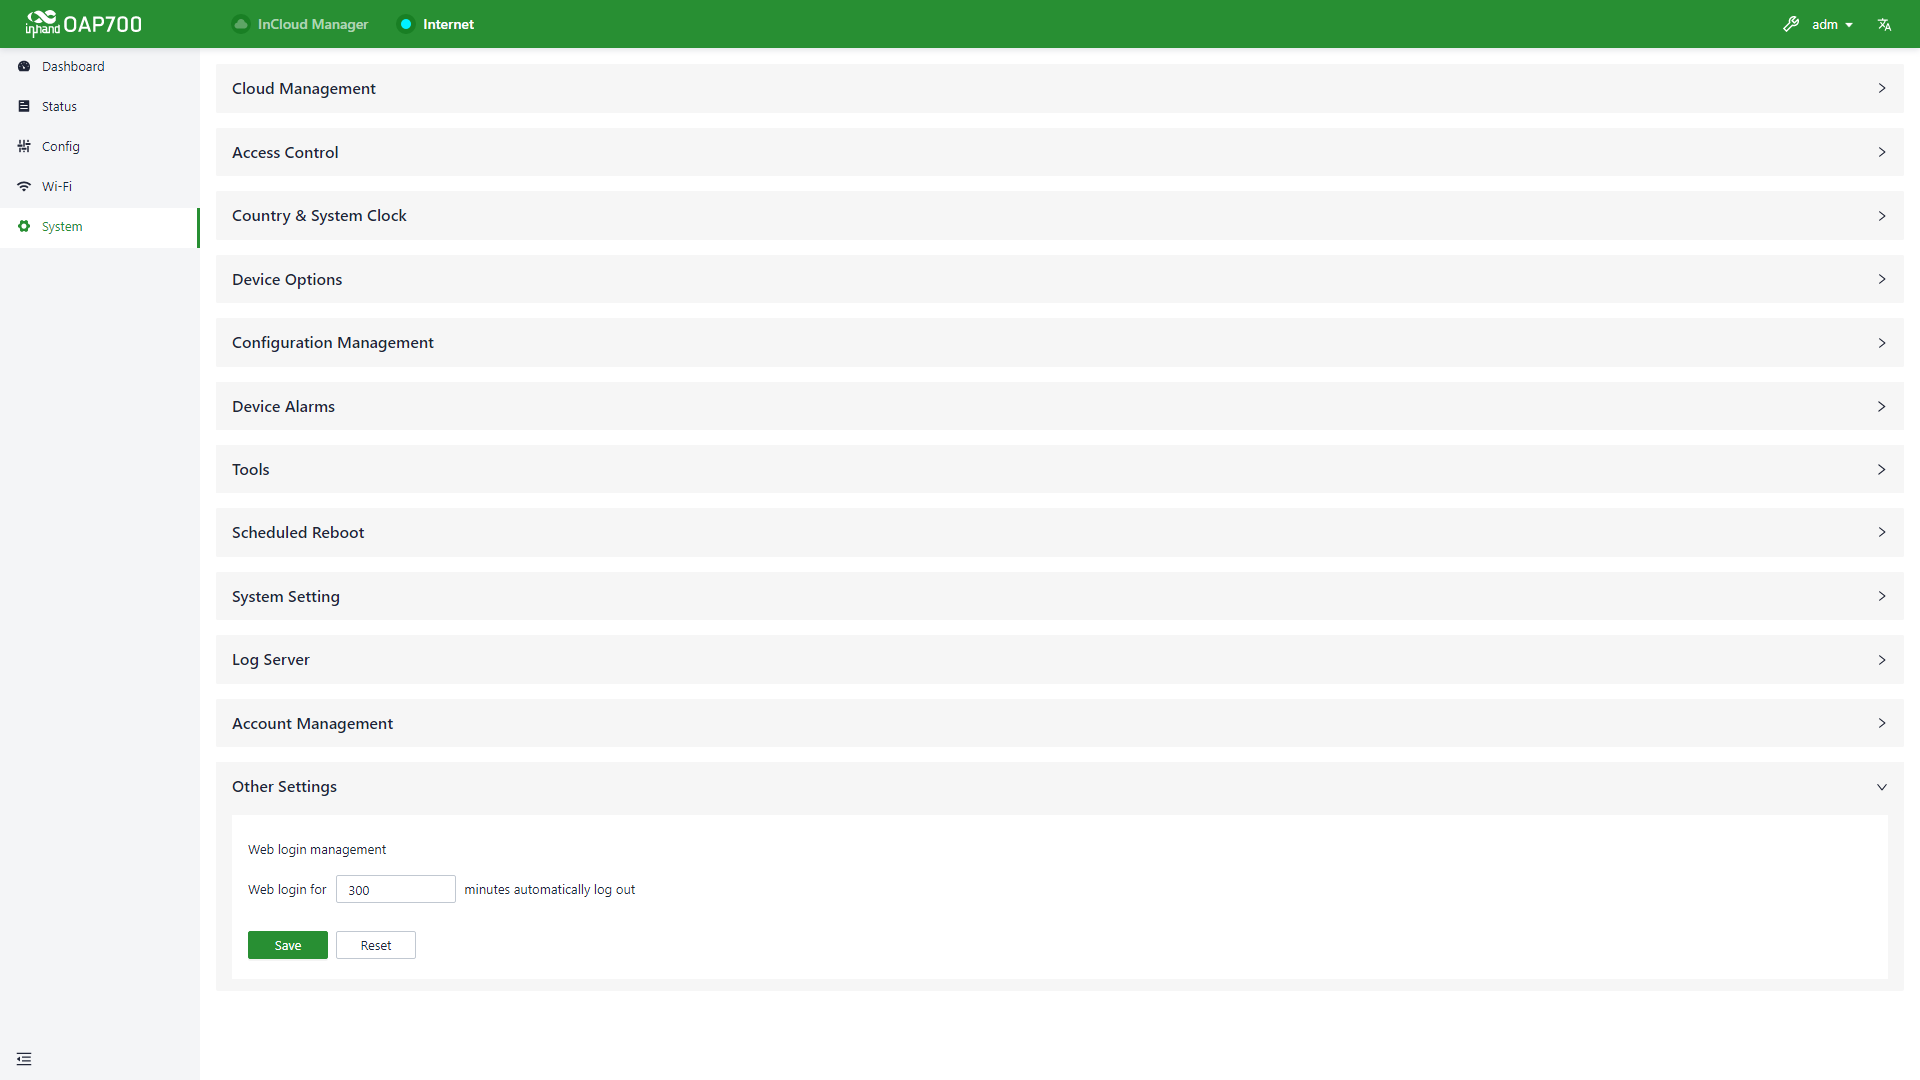 inhand OAP700
InCloud Manager
Internet
adm
Dashboard
Status
Config
Wi-Fi
System
Cloud Management
Access Control
Country & System Clock
Device Options
Configuration Management
Device Alarms
Tools
Scheduled Reboot
System Setting
Log Server
Account Management
Other Settings
Web login management
Web login for 300 minutes automatically log out
Save Reset